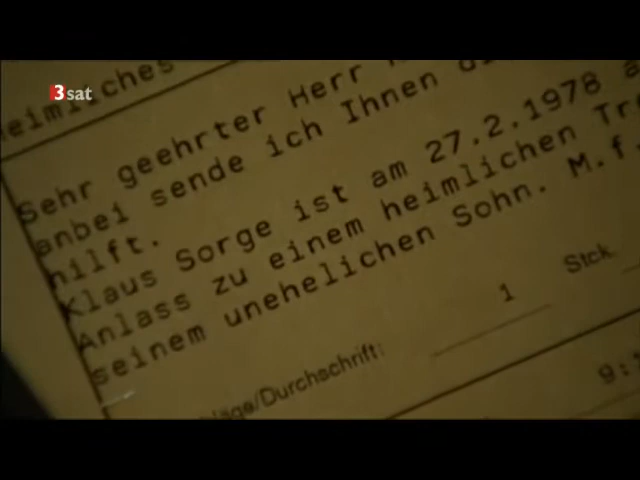 3sat
heimliches
Sehr geehrter Herr
anbei sende ich Ihnen
hilft.
Klaus Sorge ist am 27.2.1978
Anlass zu einem heimlichen
seinem unehelichen Sohn. M.f.
1 Stck.
/Durchschrift: